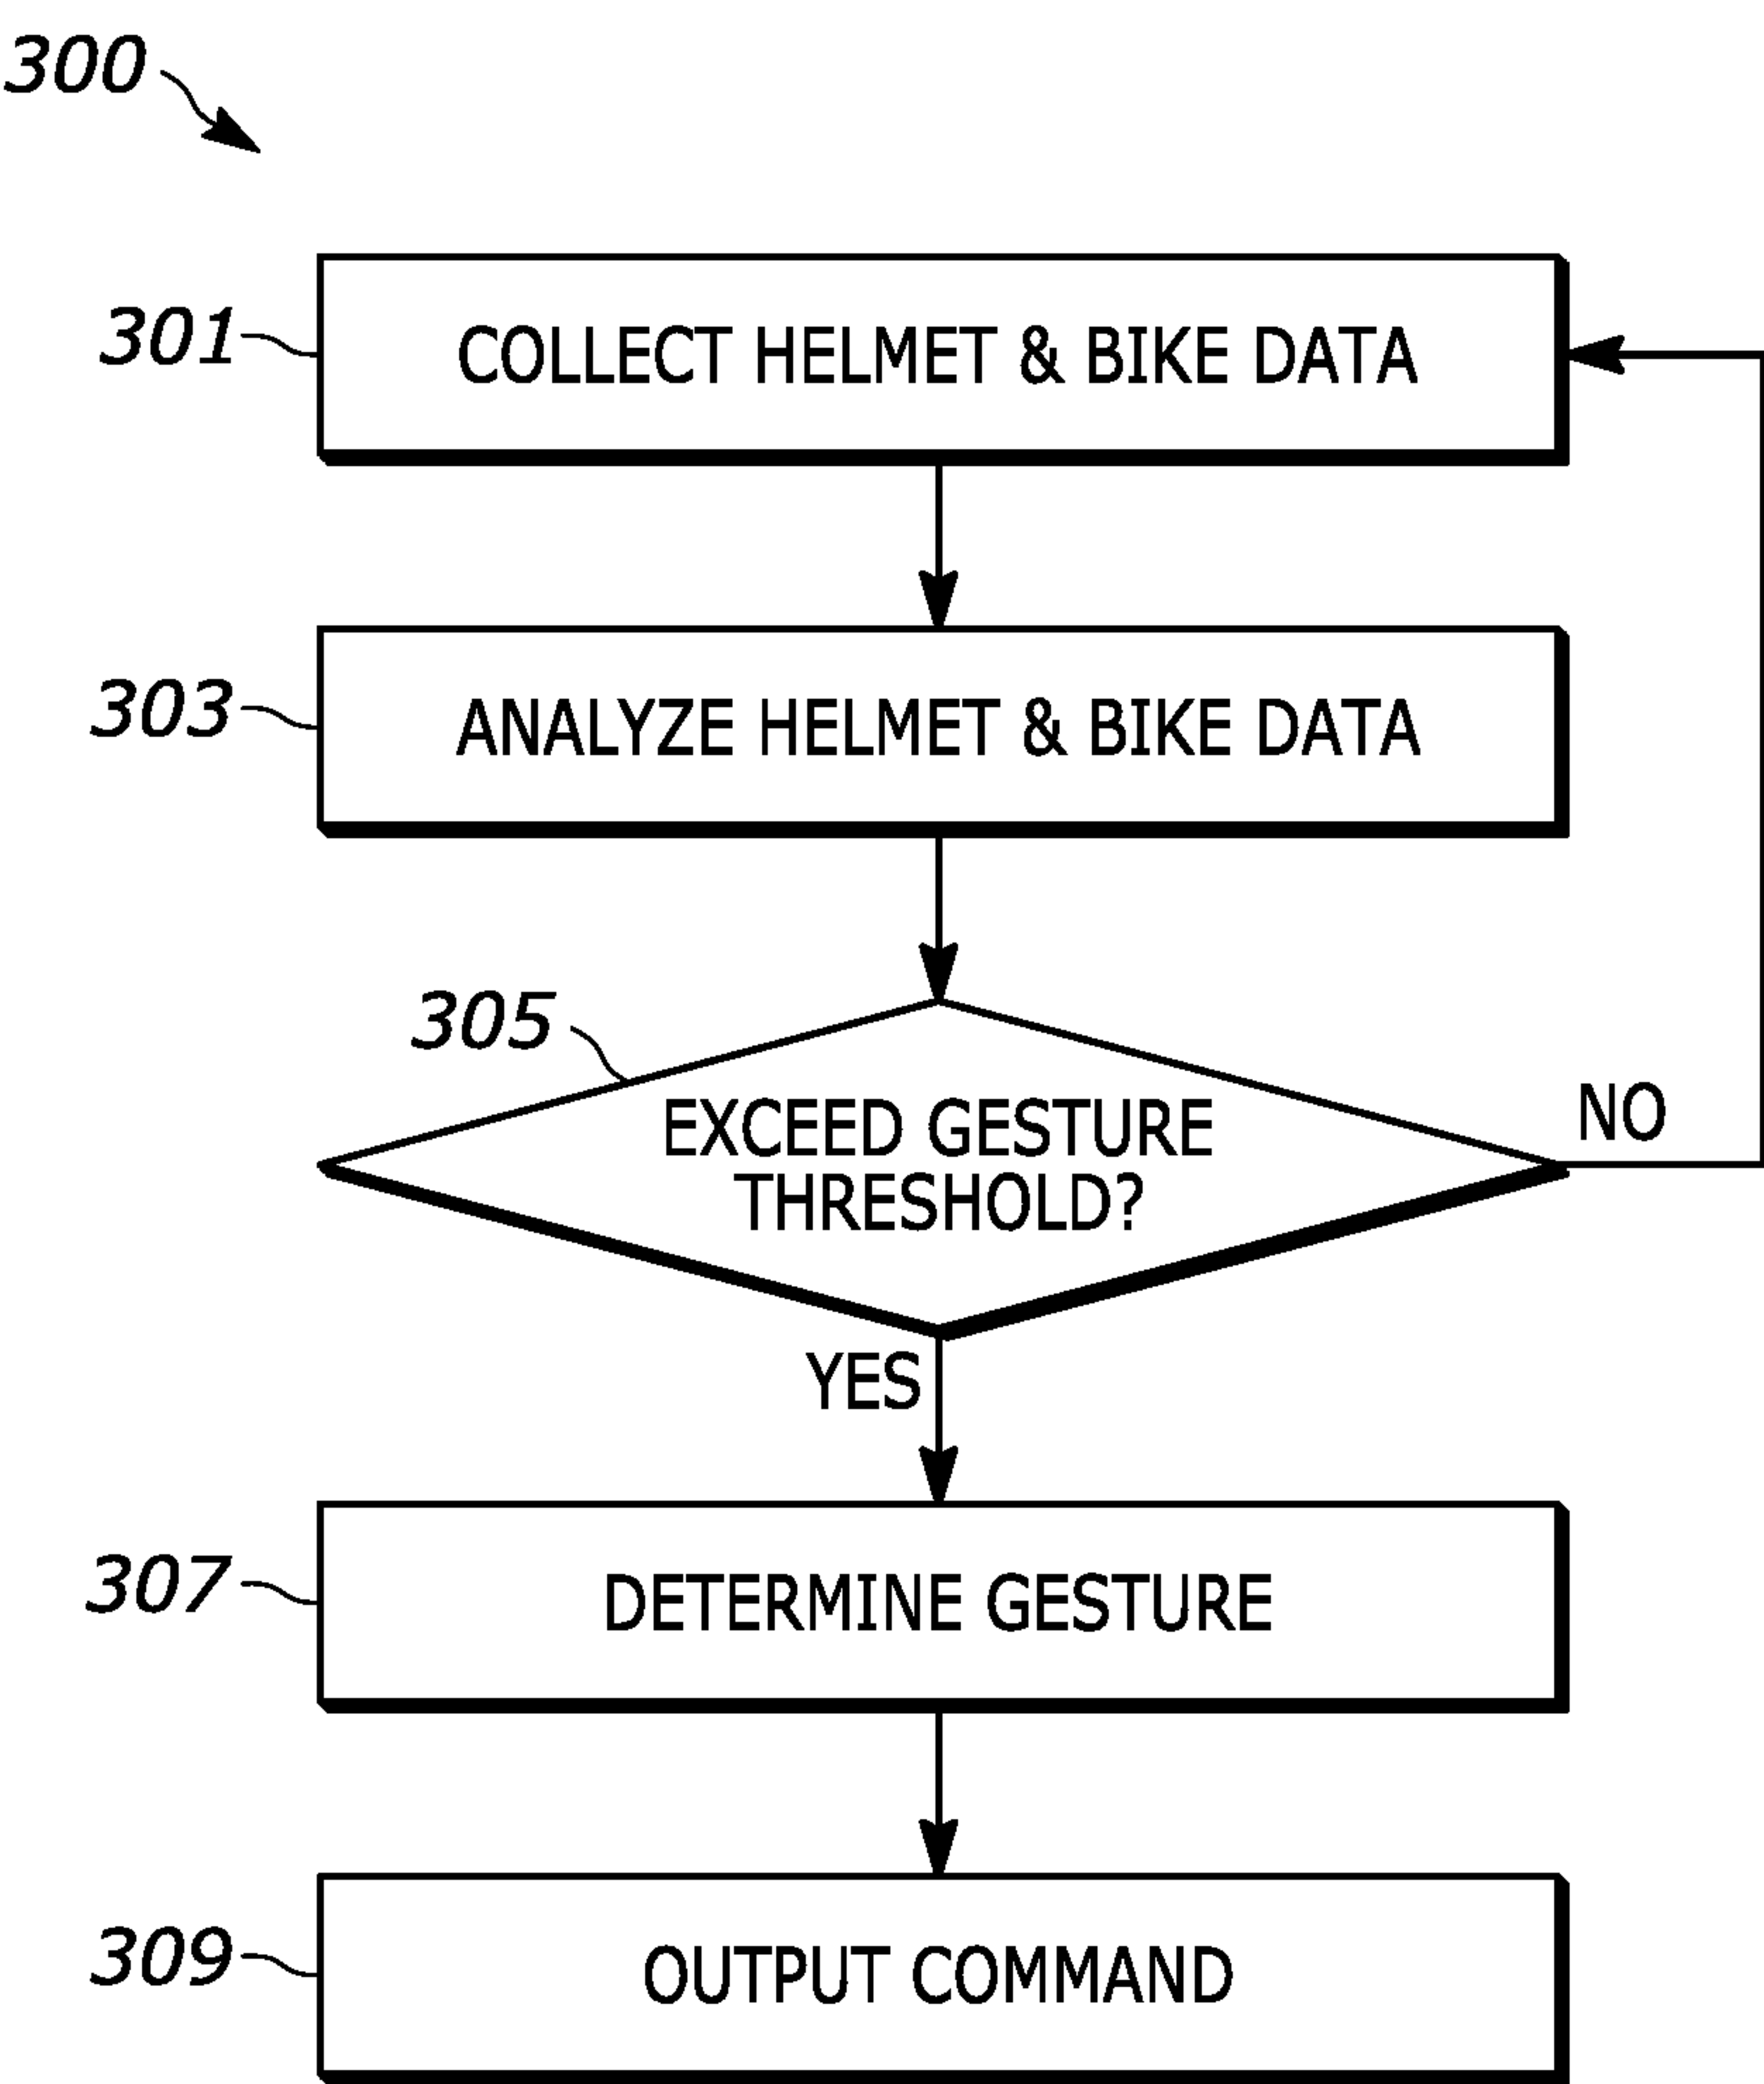 300
301
COLLECT HELMET & BIKE DATA
303
ANALYZE HELMET & BIKE DATA
305
EXCEED GESTURE
THRESHOLD?
NO
YES
307
DETERMINE GESTURE
309
OUTPUT COMMAND